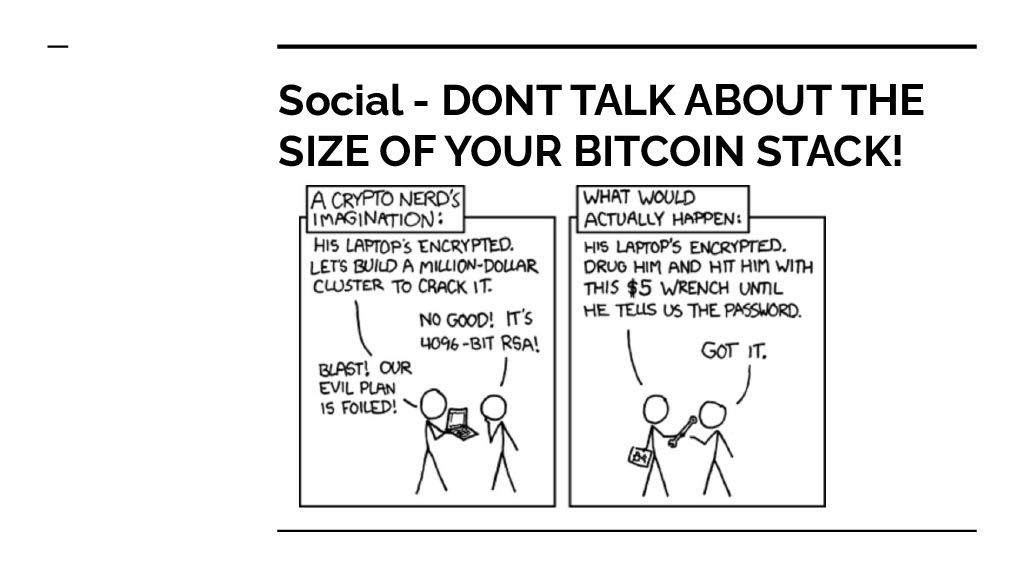 Social - DONT TALK ABOUT THE
SIZE OF YOUR BITCOIN STACK!
A CRYPTO NERD'S
IMAGINATION:
HIS LAPTOP'S ENCRYPTED.
LET'S BUILD A MILLION-DOLLAR
CLUSTER TO CRACK IT.
NO GOOD! IT'S
4096-BIT RSA!
BLAST! OUR
EVIL PLAN
IS FOILED!
WHAT WOULD
ACTUALLY HAPPEN:
HIS LAPTOP'S ENCRYPTED.
DRUG HIM AND HIT HIM WITH
THIS $5 WRENCH UNTIL
HE TELLS US THE PASSWORD.
GOT IT.